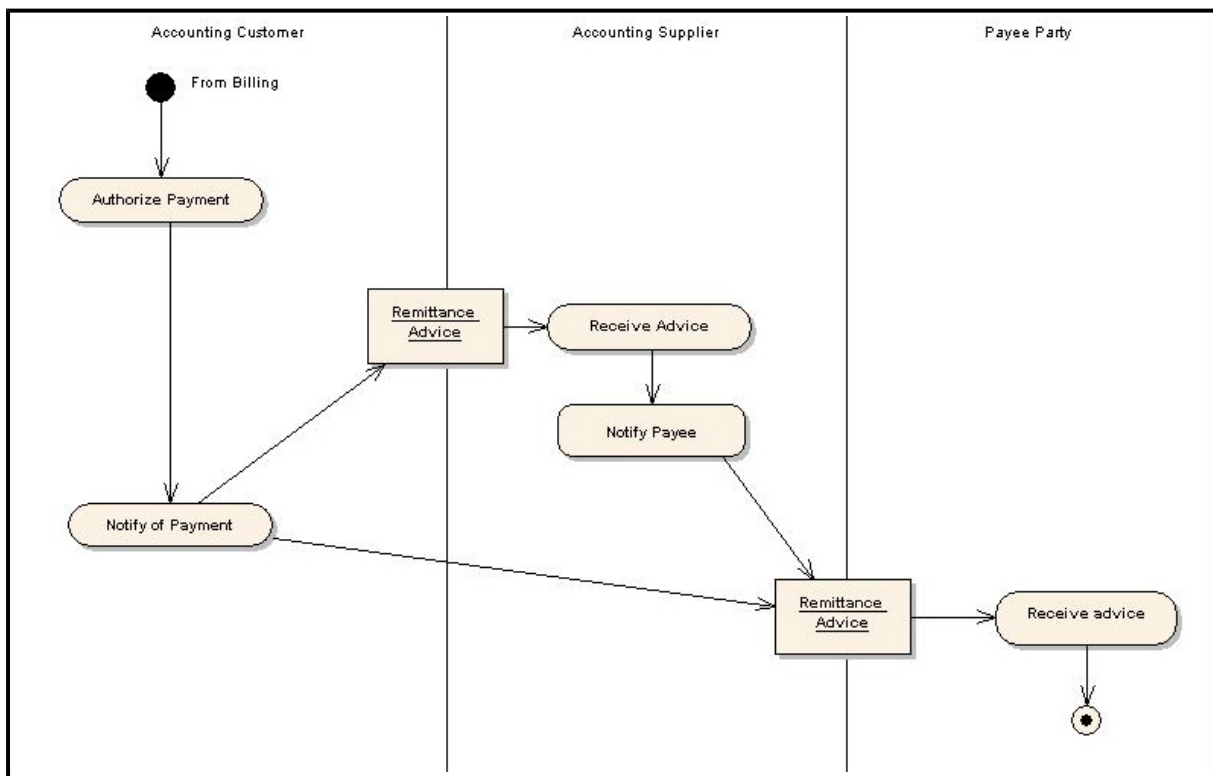 Accounting Customer
Accounting Supplier
Payee Party
From Billing
Authorize Payment
Remittance
Advice
Receive Advice
Notify Payee
Notify of Payment
Remittance
Advice
Receive advice